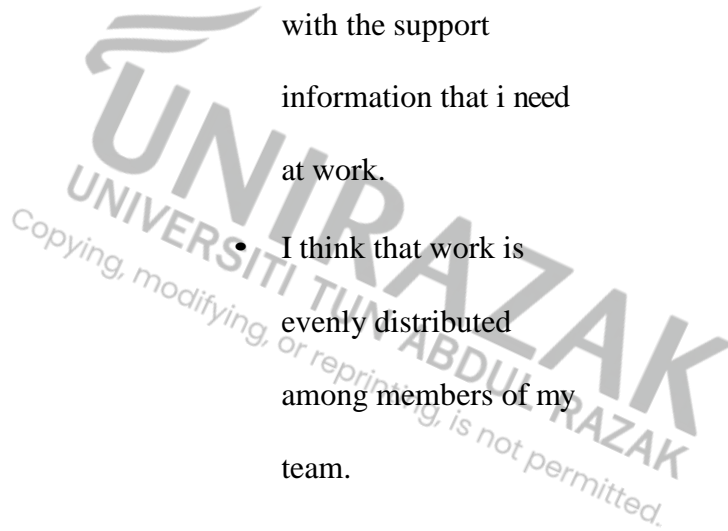 with the support
information that i need
at work.
• I think that work is
evenly distributed
among members of my
team.
UNIRAZAK
UNIVERSITI TUN ABDUL RAZAK
Copying, modifying, or reprinting, is not permitted.